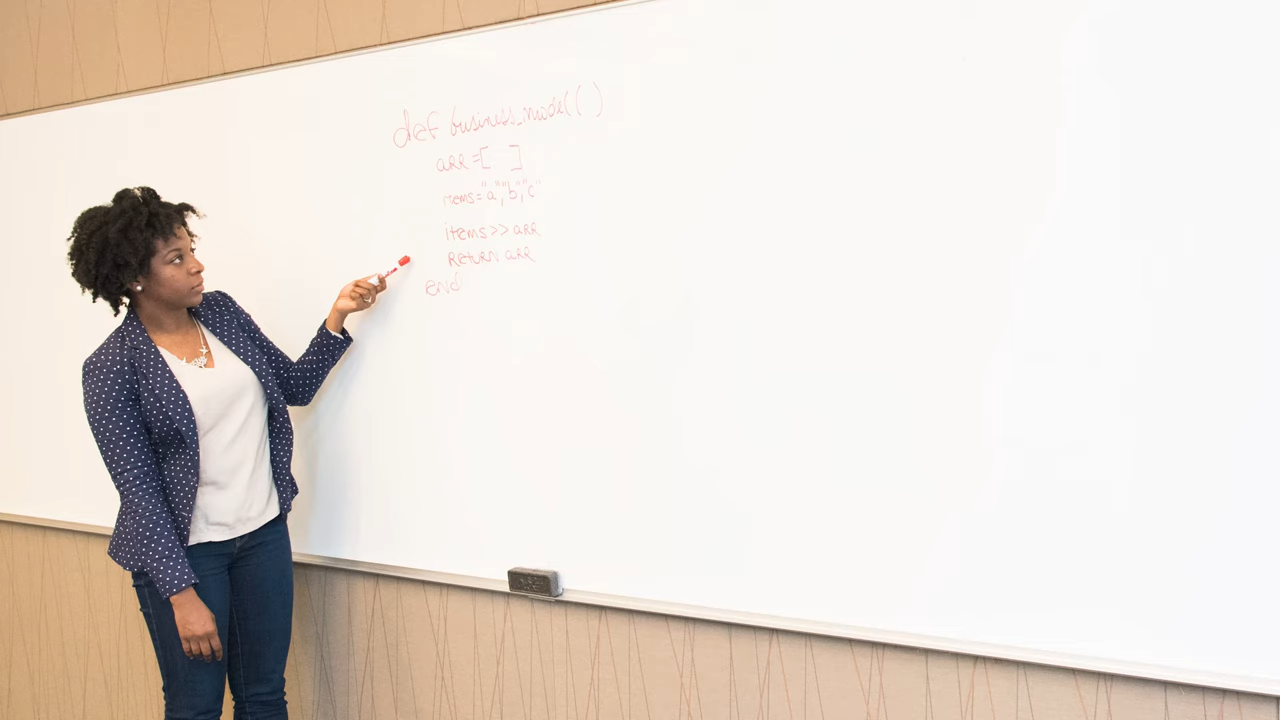 def business_model()
arr = [ ]
items = "a", "b", "c"
items >> arr
return arr
end